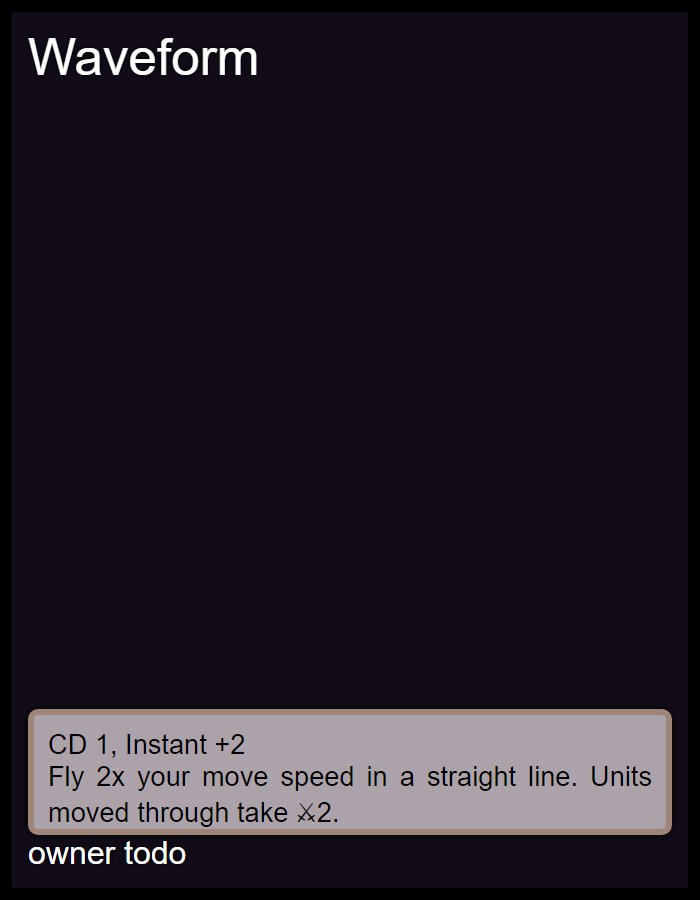 Waveform
CD 1, Instant +2
Fly 2x your move speed in a straight line. Units
moved through take ⚔2.
owner todo